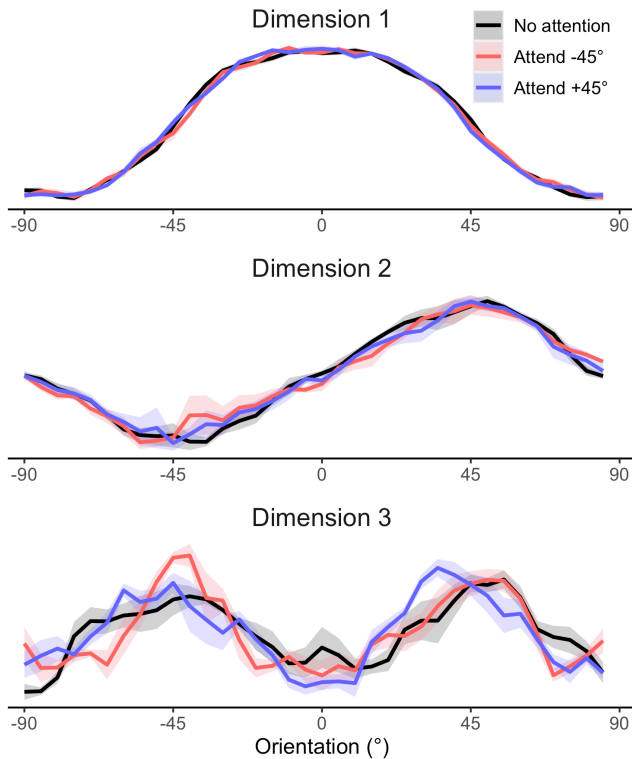 Dimension 1
No attention
Attend -45°
Attend +45°
-90 -45 0 45 90
Dimension 2
-90 -45 0 45 90
Dimension 3
-90 -45 0 45 90
Orientation (°)